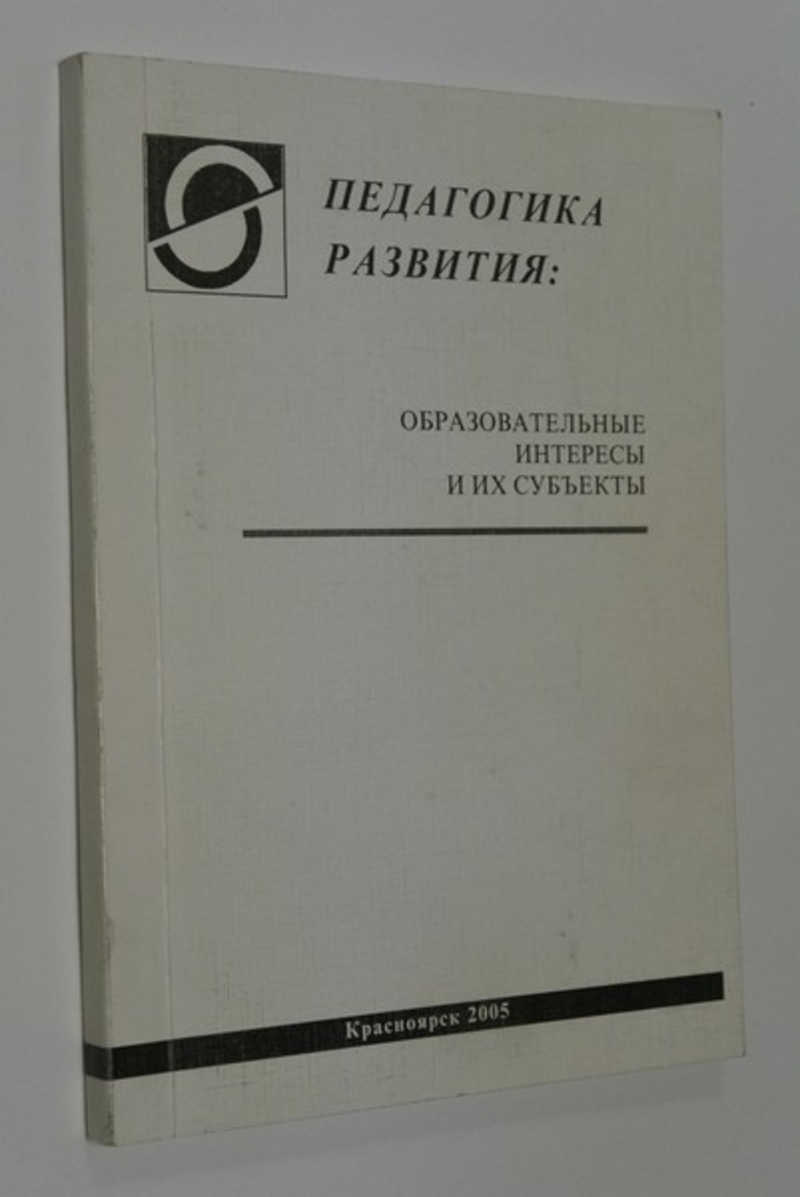 ПЕДАГОГИКА
РАЗВИТИЯ:
ОБРАЗОВАТЕЛЬНЫЕ
ИНТЕРЕСЫ
И ИХ СУБЪЕКТЫ
Красноярск 2005